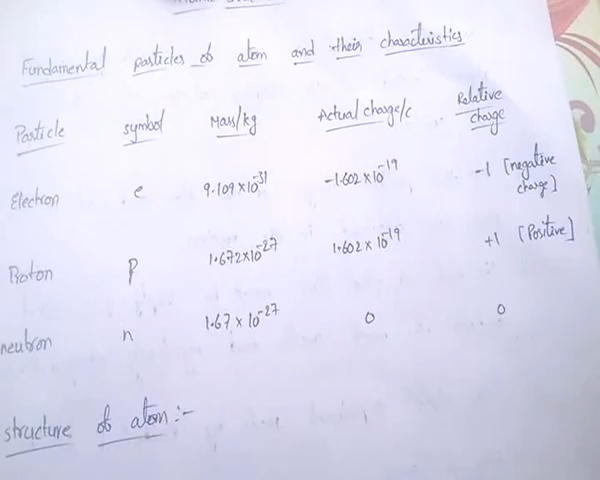 Fundamental particles of atom and their characteristics
Particle symbol Mass/kg Actual charge/c Relative charge
Electron e 9.109 x 10^-31 -1.602 x 10^-19 -1 [negative charge]
Proton p 1.672 x 10^-27 1.602 x 10^-19 +1 [Positive]
neutron n 1.67 x 10^-27 0 0
structure of atom :-